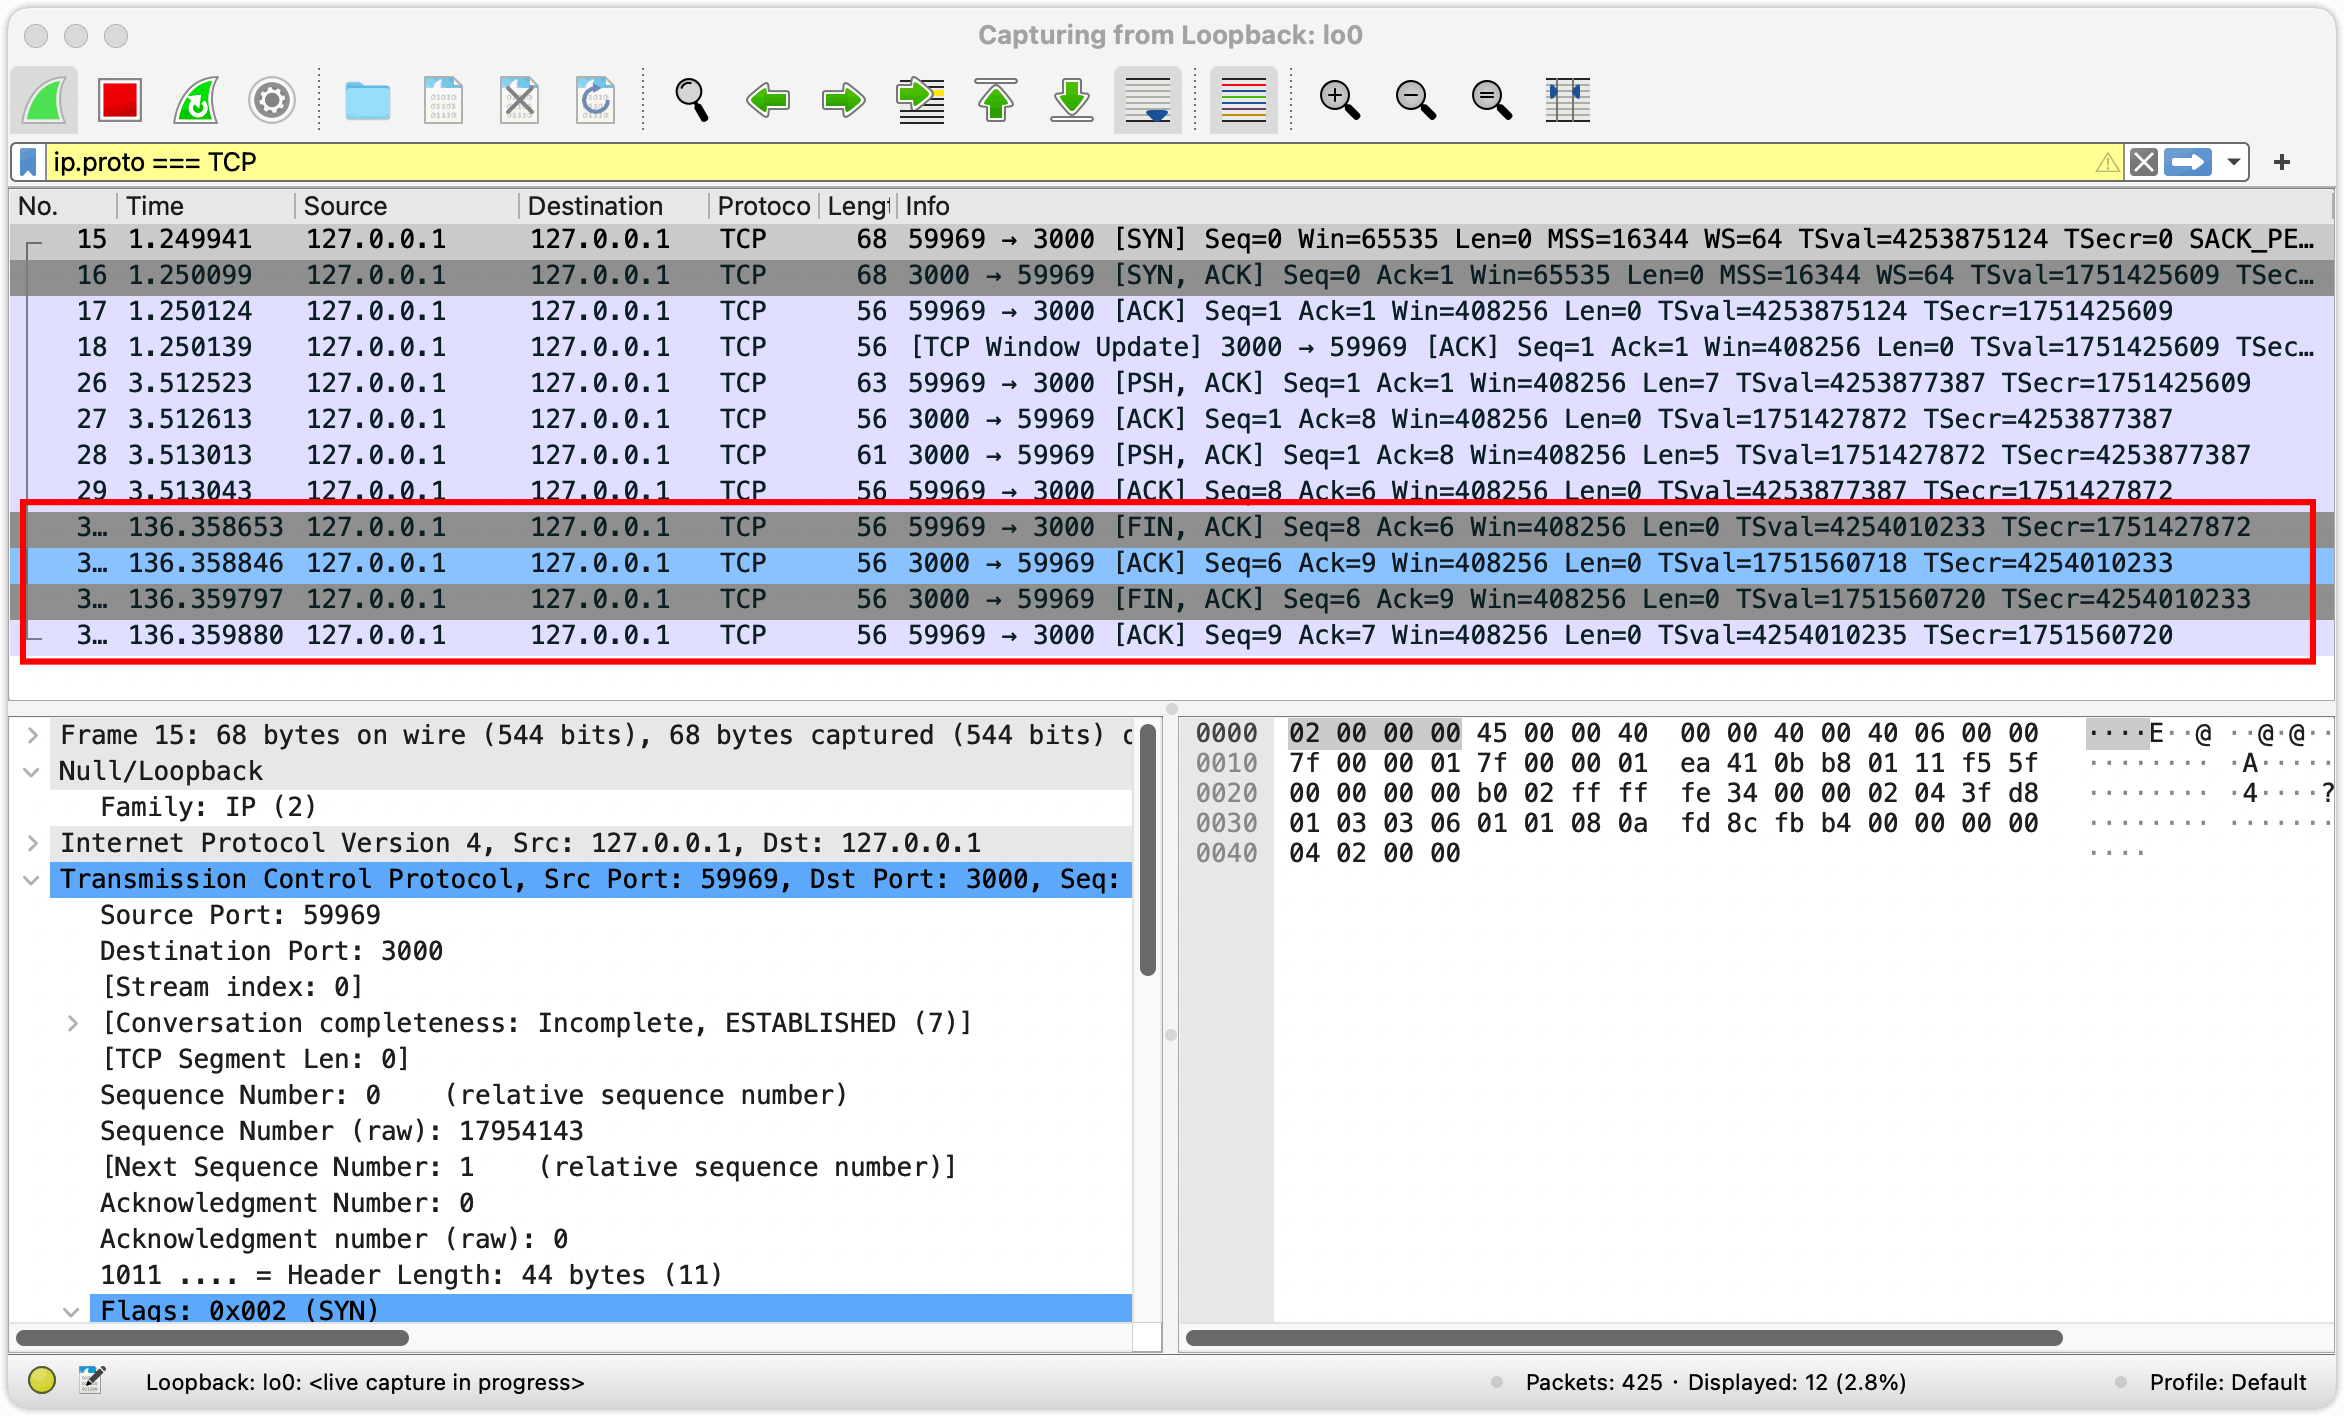 Capturing from Loopback: lo0
ip.proto === TCP
No. Time Source Destination Protoco Lengt Info
15 1.249941 127.0.0.1 127.0.0.1 TCP 68 59969 → 3000 [SYN] Seq=0 Win=65535 Len=0 MSS=16344 WS=64 TSval=4253875124 TSecr=0 SACK_PE…
16 1.250099 127.0.0.1 127.0.0.1 TCP 68 3000 → 59969 [SYN, ACK] Seq=0 Ack=1 Win=65535 Len=0 MSS=16344 WS=64 TSval=1751425609 TSec…
17 1.250124 127.0.0.1 127.0.0.1 TCP 56 59969 → 3000 [ACK] Seq=1 Ack=1 Win=408256 Len=0 TSval=4253875124 TSecr=1751425609
18 1.250139 127.0.0.1 127.0.0.1 TCP 56 [TCP Window Update] 3000 → 59969 [ACK] Seq=1 Ack=1 Win=408256 Len=0 TSval=1751425609 TSec…
26 3.512523 127.0.0.1 127.0.0.1 TCP 63 59969 → 3000 [PSH, ACK] Seq=1 Ack=1 Win=408256 Len=7 TSval=4253877387 TSecr=1751425609
27 3.512613 127.0.0.1 127.0.0.1 TCP 56 3000 → 59969 [ACK] Seq=1 Ack=8 Win=408256 Len=0 TSval=1751427872 TSecr=4253877387
28 3.513013 127.0.0.1 127.0.0.1 TCP 61 3000 → 59969 [PSH, ACK] Seq=1 Ack=8 Win=408256 Len=5 TSval=1751427872 TSecr=4253877387
29 3.513043 127.0.0.1 127.0.0.1 TCP 56 59969 → 3000 [ACK] Seq=8 Ack=6 Win=408256 Len=0 TSval=4253877387 TSecr=1751427872
3… 136.358653 127.0.0.1 127.0.0.1 TCP 56 59969 → 3000 [FIN, ACK] Seq=8 Ack=6 Win=408256 Len=0 TSval=4254010233 TSecr=1751427872
3… 136.358846 127.0.0.1 127.0.0.1 TCP 56 3000 → 59969 [ACK] Seq=6 Ack=9 Win=408256 Len=0 TSval=1751560718 TSecr=4254010233
3… 136.359797 127.0.0.1 127.0.0.1 TCP 56 3000 → 59969 [FIN, ACK] Seq=6 Ack=9 Win=408256 Len=0 TSval=1751560720 TSecr=4254010233
3… 136.359880 127.0.0.1 127.0.0.1 TCP 56 59969 → 3000 [ACK] Seq=9 Ack=7 Win=408256 Len=0 TSval=4254010235 TSecr=1751560720
Frame 15: 68 bytes on wire (544 bits), 68 bytes captured (544 bits) o
Null/Loopback
Family: IP (2)
Internet Protocol Version 4, Src: 127.0.0.1, Dst: 127.0.0.1
Transmission Control Protocol, Src Port: 59969, Dst Port: 3000, Seq:
Source Port: 59969
Destination Port: 3000
[Stream index: 0]
[Conversation completeness: Incomplete, ESTABLISHED (7)]
[TCP Segment Len: 0]
Sequence Number: 0 (relative sequence number)
Sequence Number (raw): 17954143
[Next Sequence Number: 1 (relative sequence number)]
Acknowledgment Number: 0
Acknowledgment number (raw): 0
1011 .... = Header Length: 44 bytes (11)
Flags: 0x002 (SYN)
0000 02 00 00 00 45 00 00 40 00 00 40 00 40 06 00 00 ····E··@ ··@·@··
0010 7f 00 00 01 7f 00 00 01 ea 41 0b b8 01 11 f5 5f ········ ·A·····
0020 00 00 00 00 b0 02 ff ff fe 34 00 00 02 04 3f d8 ········ ·4····?
0030 01 03 03 06 01 01 08 0a fd 8c fb b4 00 00 00 00 ········ ·······
0040 04 02 00 00 ····
Loopback: lo0: <live capture in progress>
Packets: 425 · Displayed: 12 (2.8%)
Profile: Default